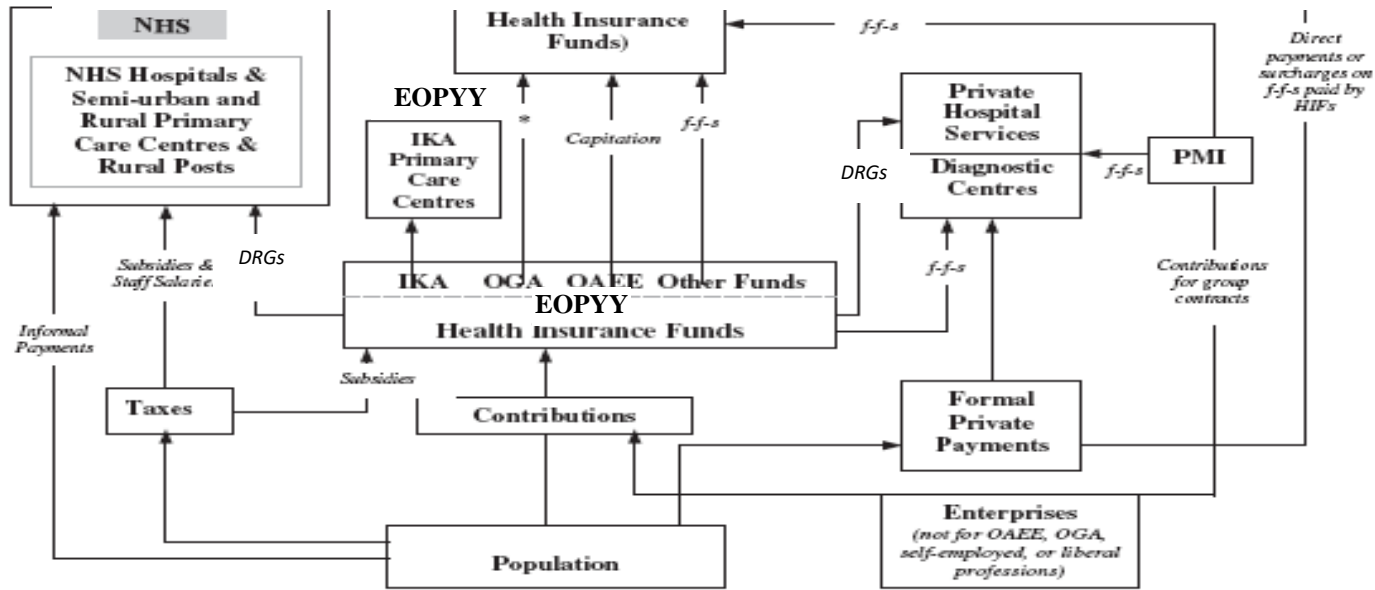 NHS
NHS Hospitals &
Semi-urban and
Rural Primary
Care Centres &
Rural Posts
Health Insurance
Funds)
f-f-s
Direct
payments or
surcharges on
f-f-s paid by
HIFs
EOPYY
IKA
Primary
Care
Centres
*
Capitation
f-f-s
DRGs
Private
Hospital
Services
Diagnostic
Centres
f-f-s
PMI
Subsidies &
Staff Salarie
DRGs
IKA OGA OAEE Other Funds
EOPYY
Health Insurance Funds
f-f-s
Contributions
for group
contracts
Informal
Payments
Taxes
Subsidies
Contributions
Formal
Private
Payments
Population
Enterprises
(not for OAEE, OGA,
self-employed, or liberal
professions)